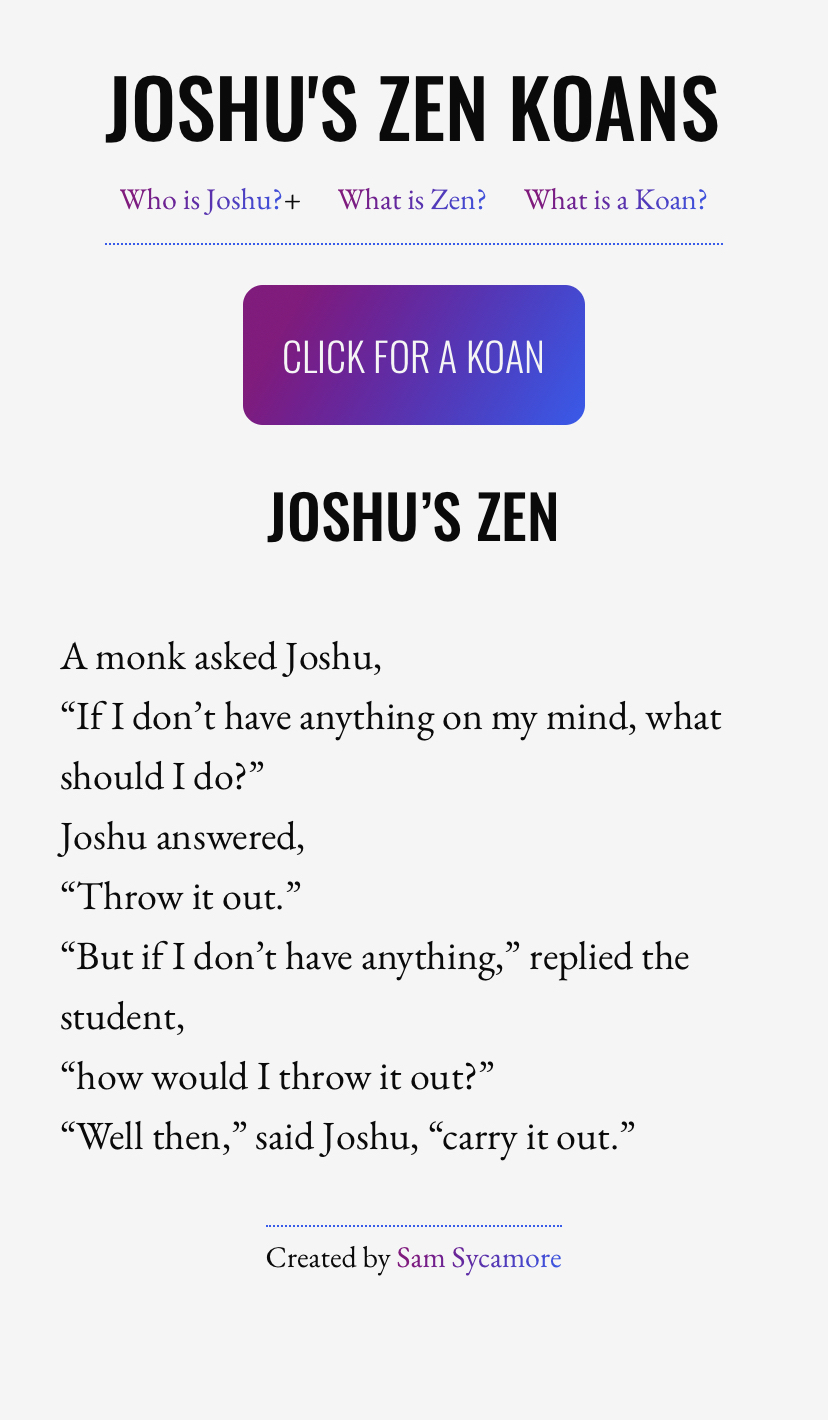 JOSHU'S ZEN KOANS
Who is Joshu?+ What is Zen? What is a Koan?
CLICK FOR A KOAN
JOSHU’S ZEN
A monk asked Joshu,
“If I don’t have anything on my mind, what
should I do?”
Joshu answered,
“Throw it out.”
“But if I don’t have anything,” replied the
student,
“how would I throw it out?”
“Well then,” said Joshu, “carry it out.”
Created by Sam Sycamore